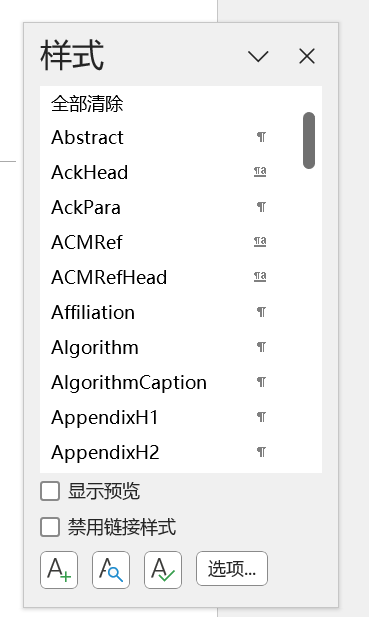 样式
全部清除
Abstract
AckHead
AckPara
ACMRef
ACMRefHead
Affiliation
Algorithm
AlgorithmCaption
AppendixH1
AppendixH2
显示预览
禁用链接样式
选项...